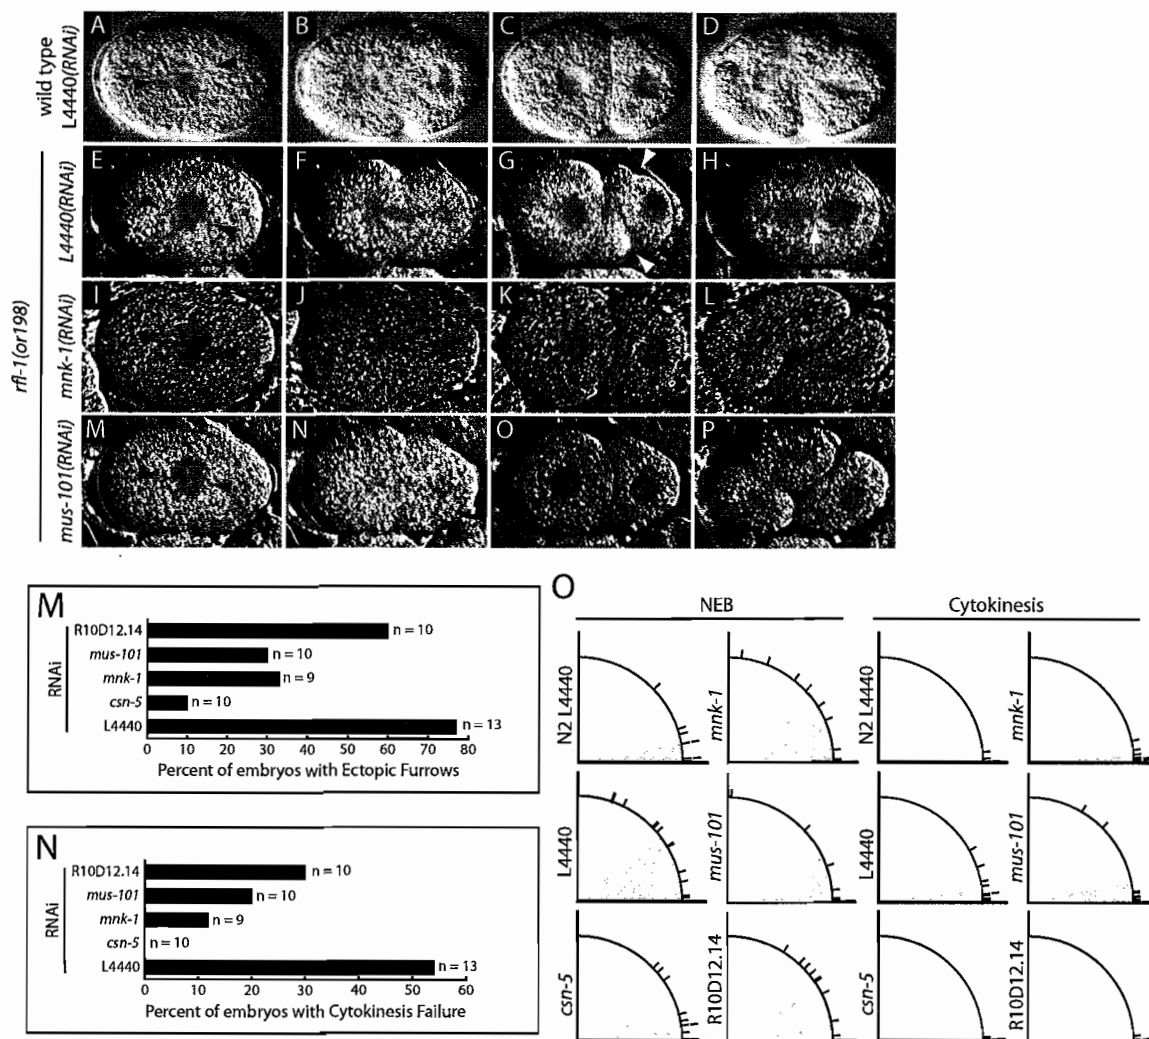 wild type
L4440(RNAi)
A
B
C
D
rfl-1(or198)
L4440(RNAi)
E
F
G
H
mnk-1(RNAi)
I
J
K
L
mus-101(RNAi)
M
N
O
P
M
RNAi
R10D12.14
n = 10
mus-101
n = 10
mnk-1
n = 9
csn-5
n = 10
L4440
n = 13
0 10 20 30 40 50 60 70 80
Percent of embryos with Ectopic Furrows
N
RNAi
R10D12.14
n = 10
mus-101
n = 10
mnk-1
n = 9
csn-5
n = 10
L4440
n = 13
0 10 20 30 40 50 60
Percent of embryos with Cytokinesis Failure
O
NEB
Cytokinesis
N2 L4440
mnk-1
N2 L4440
mnk-1
L4440
mus-101
L4440
mus-101
csn-5
R10D12.14
csn-5
R10D12.14